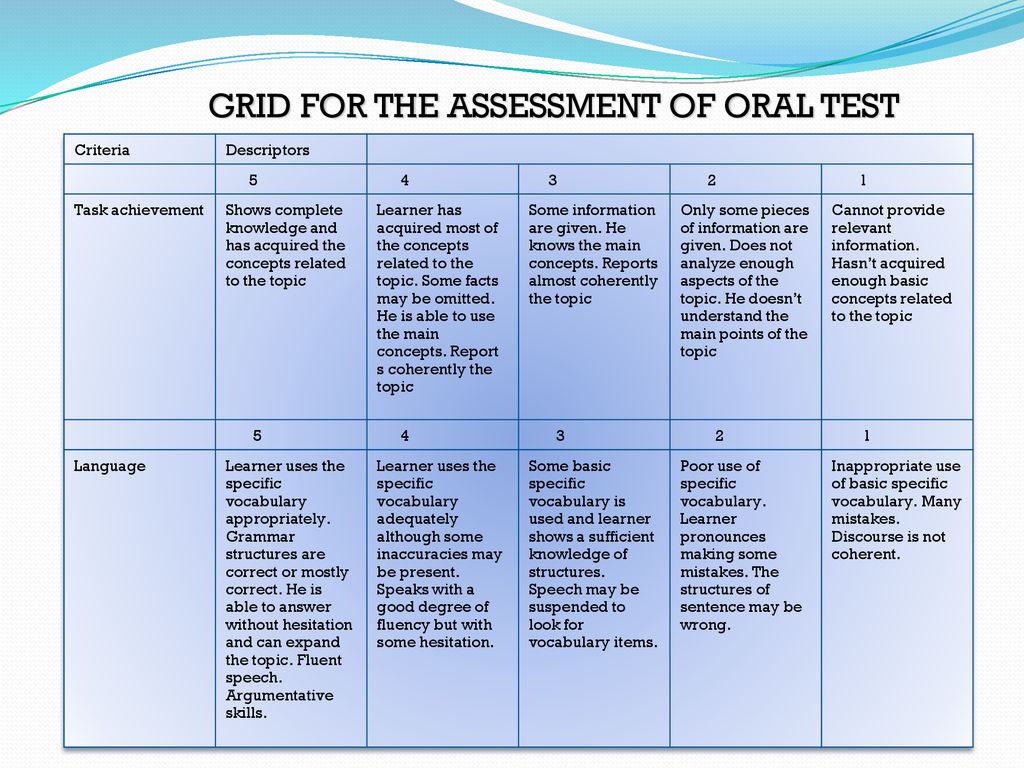 GRID FOR THE ASSESSMENT OF ORAL TEST
Criteria
Descriptors
5
4
3
2
1
Task achievement
Shows complete
knowledge and
has acquired the
concepts related
to the topic
Learner has
acquired most of
the concepts
related to the
topic. Some facts
may be omitted.
He is able to use
the main
concepts. Report
s coherently the
topic
Some information
are given. He
knows the main
concepts. Reports
almost coherently
the topic
Only some pieces
of information are
given. Does not
analyze enough
aspects of the
topic. He doesn't
understand the
main points of the
topic
Cannot provide
relevant
information.
Hasn't acquired
enough basic
concepts related
to the topic
5
4
3
2
1
Language
Learner uses the
specific
vocabulary
appropriately.
Grammar
structures are
correct or mostly
correct. He is
able to answer
without hesitation
and can expand
the topic. Fluent
speech.
Argumentative
skills.
Learner uses the
specific
vocabulary
adequately
although some
inaccuracies may
be present.
Speaks with a
good degree of
fluency but with
some hesitation.
Some basic
specific
vocabulary is
used and learner
shows a sufficient
knowledge of
structures.
Speech may be
suspended to
look for
vocabulary items.
Poor use of
specific
vocabulary.
Learner
pronounces
making some
mistakes. The
structures of
sentence may be
wrong.
Inappropriate use
of basic specific
vocabulary. Many
mistakes.
Discourse is not
coherent.